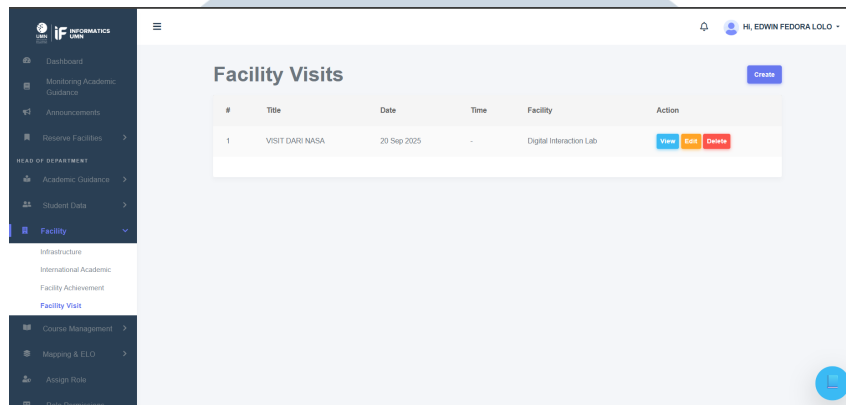 UMN
INFORMATICS
UMN
Hi, EDWIN FEDORA LOLO
Dashboard
Monitoring Academic
Guidance
Announcements
Reserve Facilities
HEAD OF DEPARTMENT
Academic Guidance
Student Data
Facility
Infrastructure
International Academic
Facility Achievement
Facility Visit
Course Management
Mapping & ELO
Assign Role
Facility Visits
Create
# Title Date Time Facility Action
1 VISIT DARI NASA 20 Sep 2025 - Digital Interaction Lab View Edit Delete